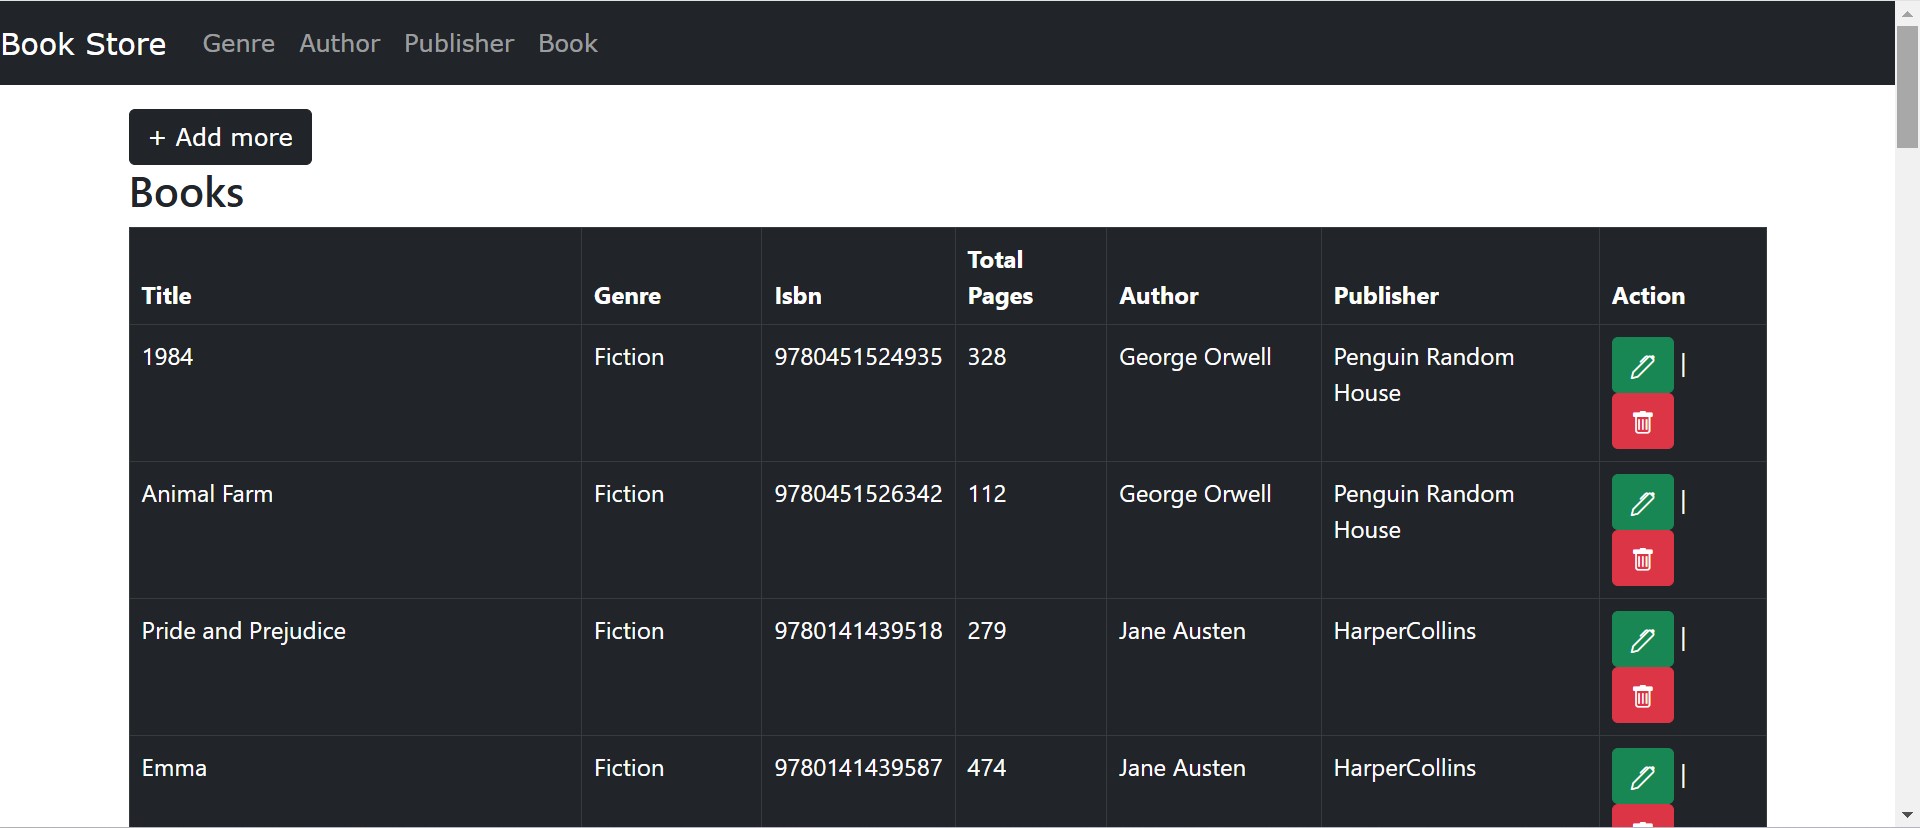 Book Store Genre Author Publisher Book
+ Add more
Books
Title Genre Isbn Total Pages Author Publisher Action
1984 Fiction 9780451524935 328 George Orwell Penguin Random House |
Animal Farm Fiction 9780451526342 112 George Orwell Penguin Random House |
Pride and Prejudice Fiction 9780141439518 279 Jane Austen HarperCollins |
Emma Fiction 9780141439587 474 Jane Austen HarperCollins |